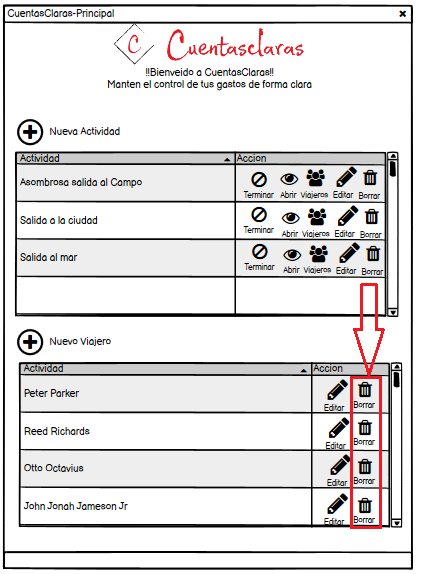 CuentasClaras-Principal
C Cuentasclaras
!!Bienveido a CuentasClaras!!
Manten el control de tus gastos de forma clara
Nueva Actividad
Actividad Accion
Asombrosa salida al Campo Terminar Abrir Viajeros Editar Borrar
Salida a la ciudad Terminar Abrir Viajeros Editar Borrar
Salida al mar Terminar Abrir Viajeros Editar Borrar
Nuevo Viajero
Actividad Accion
Peter Parker Editar Borrar
Reed Richards Editar Borrar
Otto Octavius Editar Borrar
John Jonah Jameson Jr Editar Borrar